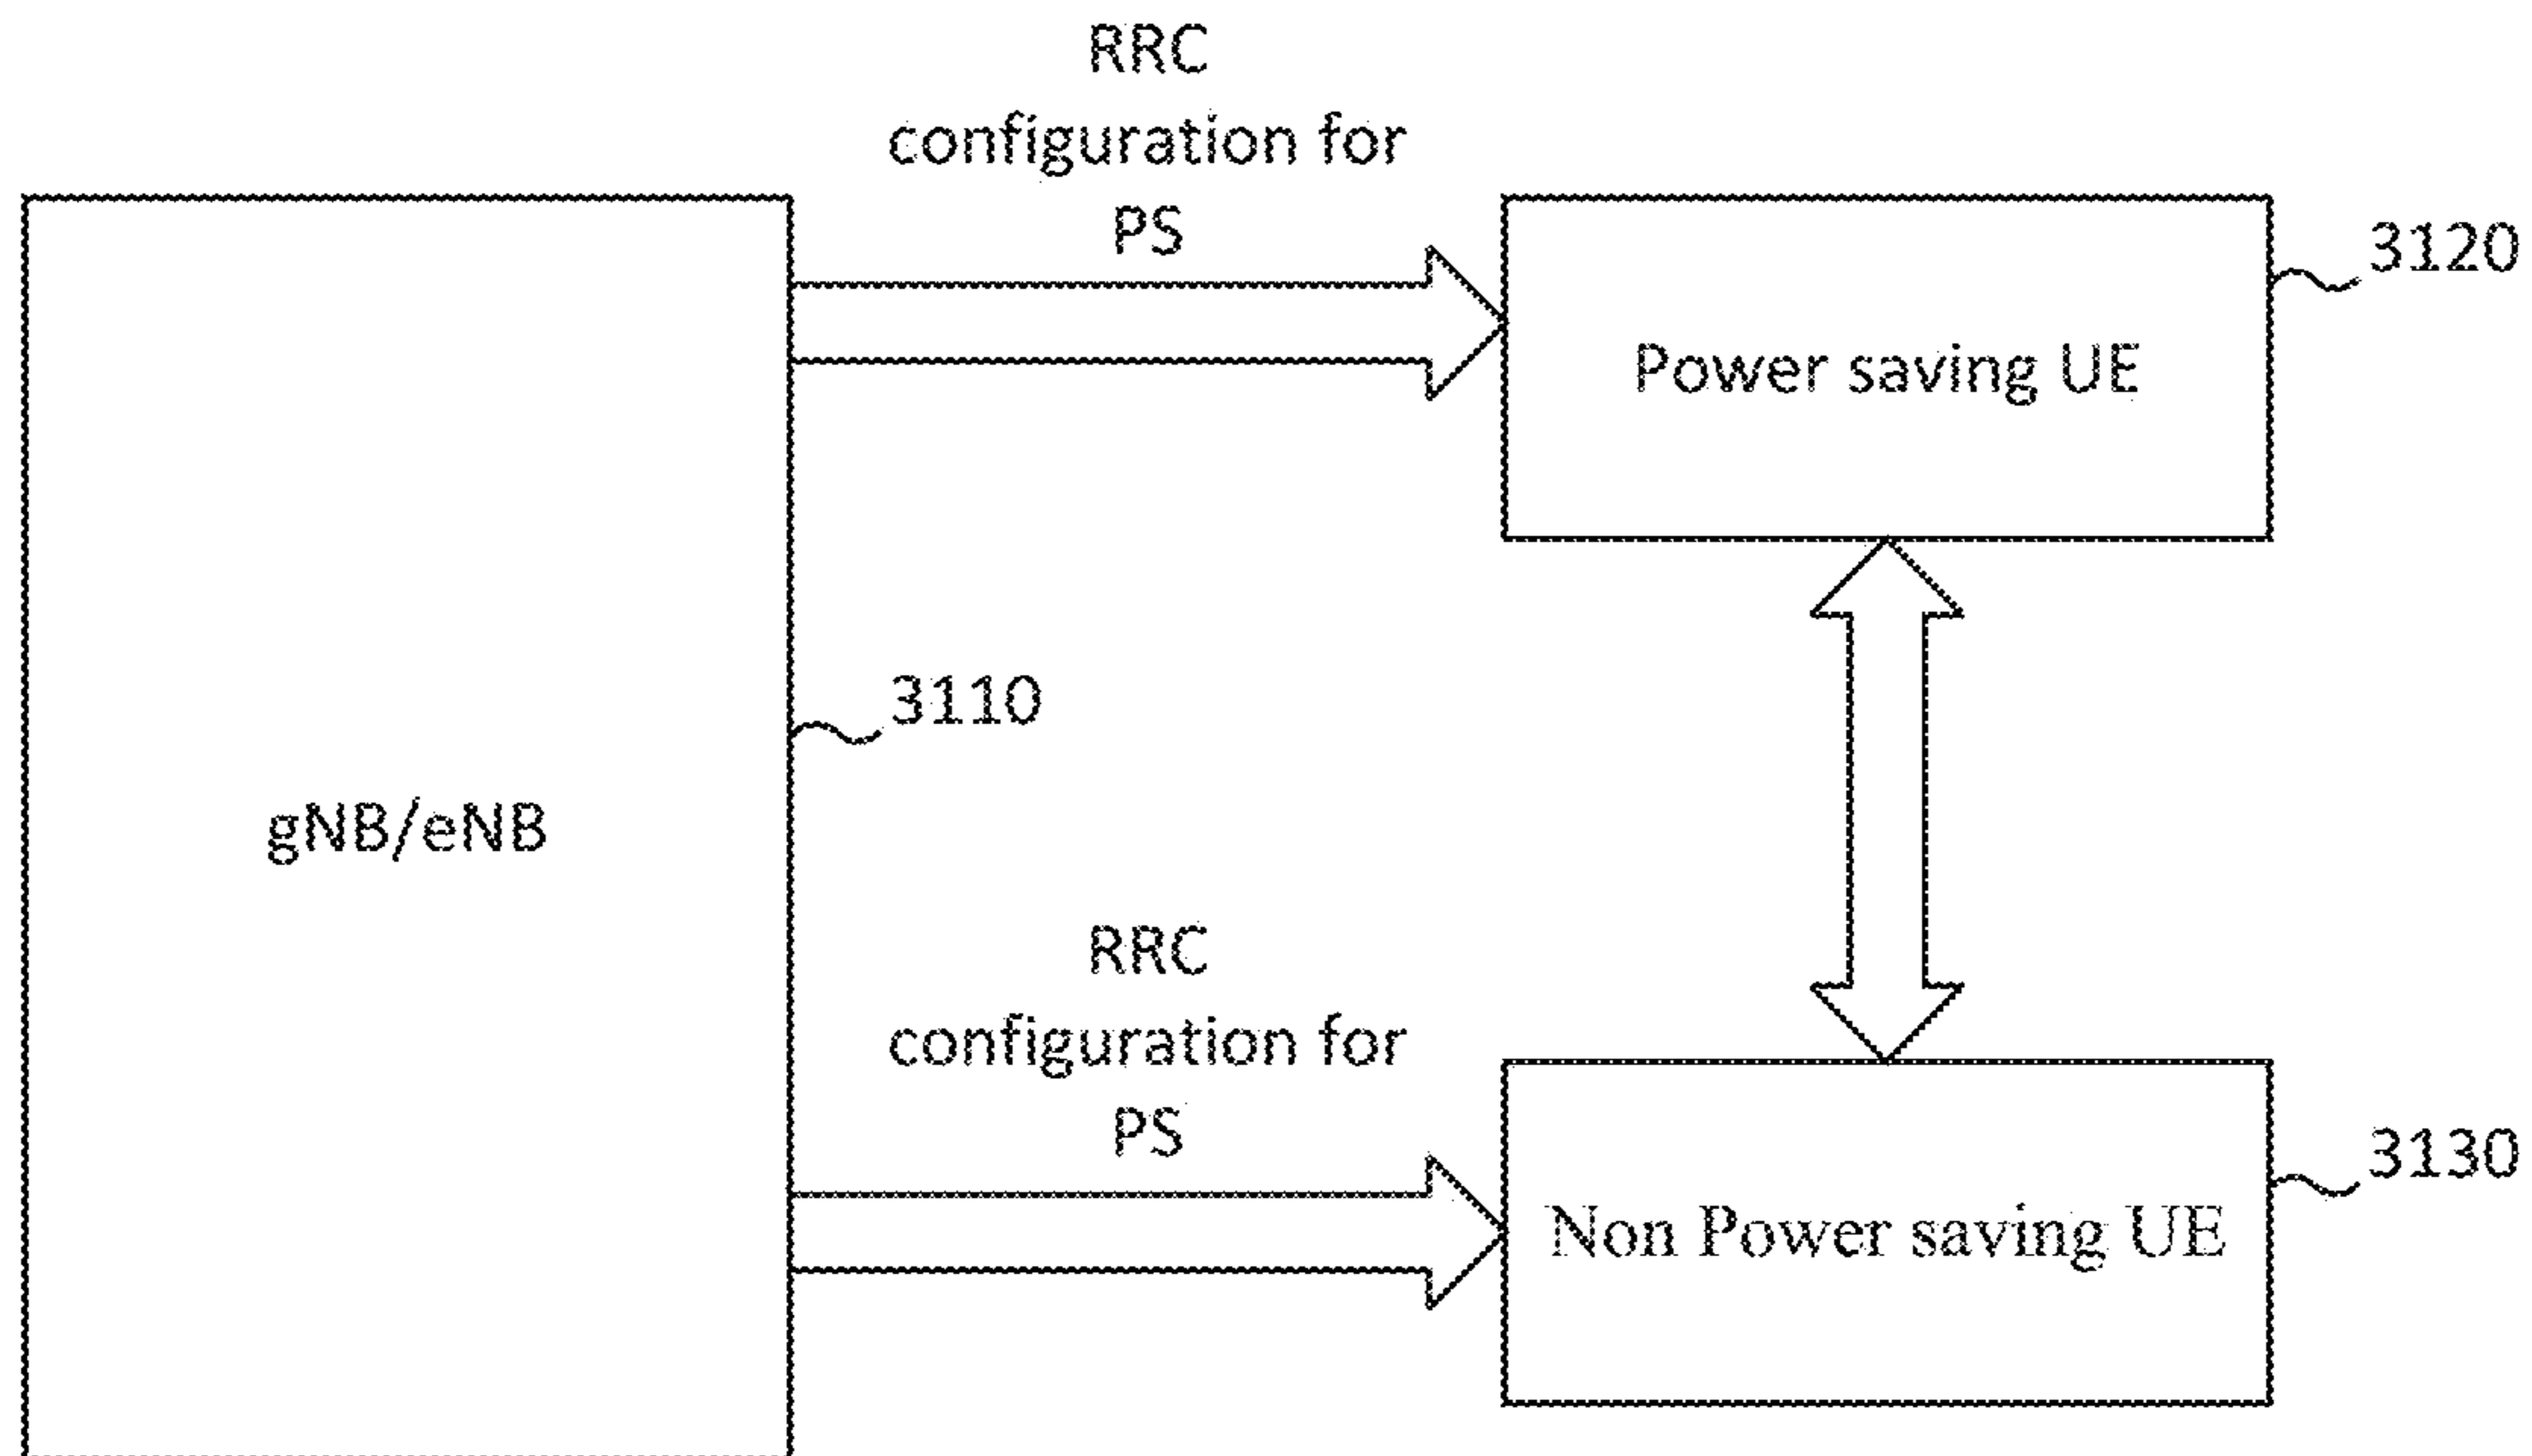 RRC
configuration for
PS
3120
Power saving UE
3110
gNB/eNB
RRC
configuration for
PS
3130
Non Power saving UE